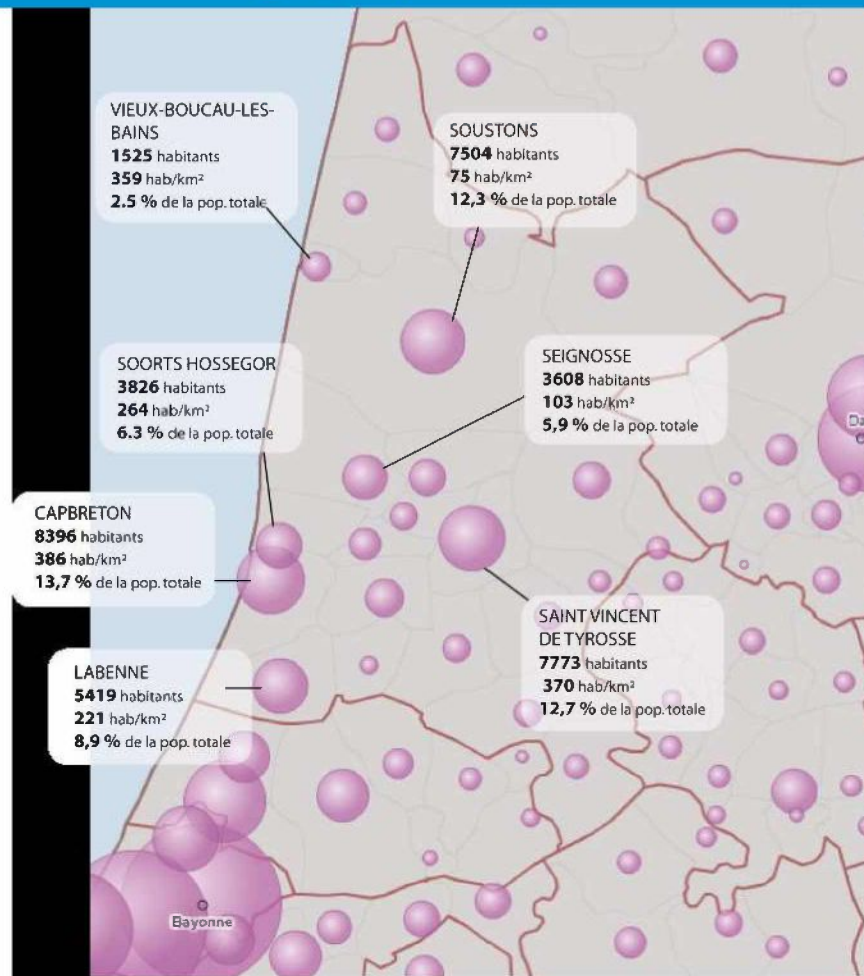 VIEUX-BOUCAU-LES-
BAINS
1525 habitants
359 hab/km²
2.5 % de la pop. totale
SOUSTONS
7504 habitants
75 hab/km²
12,3 % de la pop. totale
SOORTS HOSSEGOR
3826 habitants
264 hab/km²
6.3 % de la pop. totale
SEIGNOSSE
3608 habitants
103 hab/km²
5,9 % de la pop. totale
CAPBRETON
8396 habitants
386 hab/km²
13,7 % de la pop. totale
SAINT VINCENT
DE TYROSSE
7773 habitants
370 hab/km²
12,7 % de la pop. totale
LABENNE
5419 habitants
221 hab/km²
8,9 % de la pop. totale
Bayonne